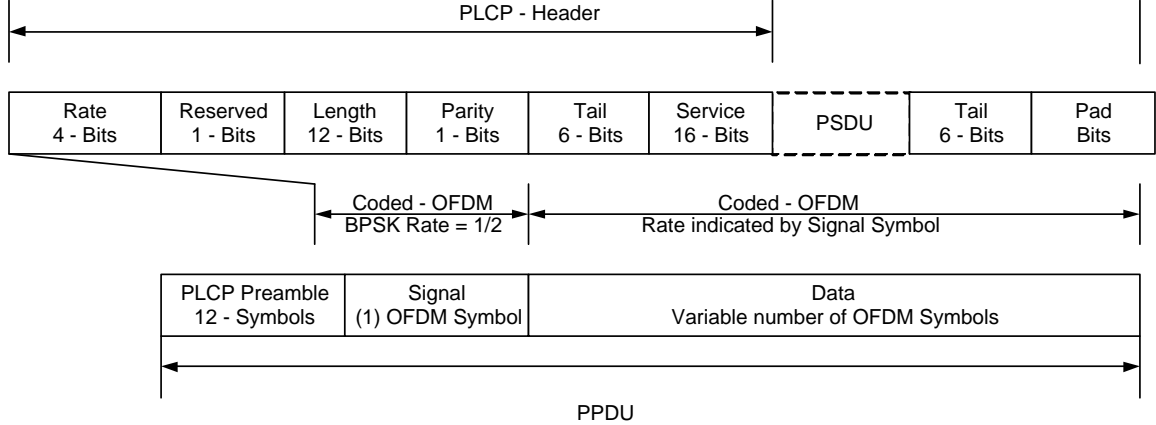 PLCP - Header
Rate
4 - Bits
Reserved
1 - Bits
Length
12 - Bits
Parity
1 - Bits
Tail
6 - Bits
Service
16 - Bits
PSDU
Tail
6 - Bits
Pad
Bits
Coded - OFDM
BPSK Rate = 1/2
Coded - OFDM
Rate indicated by Signal Symbol
PLCP Preamble
12 - Symbols
Signal
(1) OFDM Symbol
Data
Variable number of OFDM Symbols
PPDU